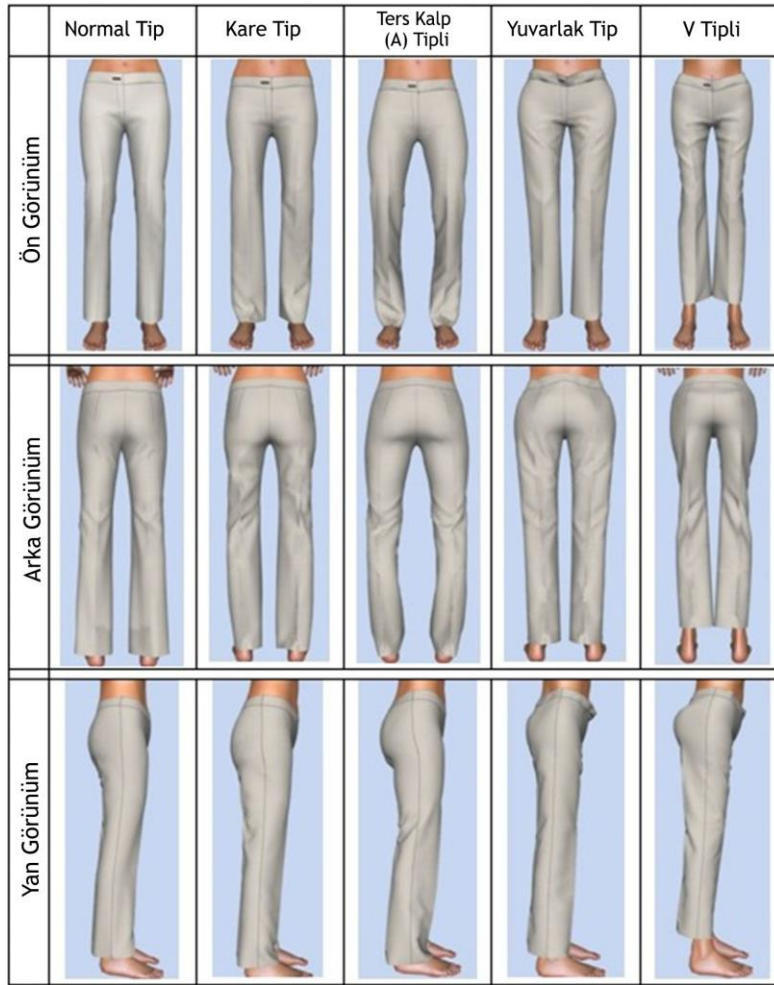 Normal Tip
Kare Tip
Ters Kalp
(A) Tipli
Yuvarlak Tip
V Tipli
Ön Görünüm
Arka Görünüm
Yan Görünüm